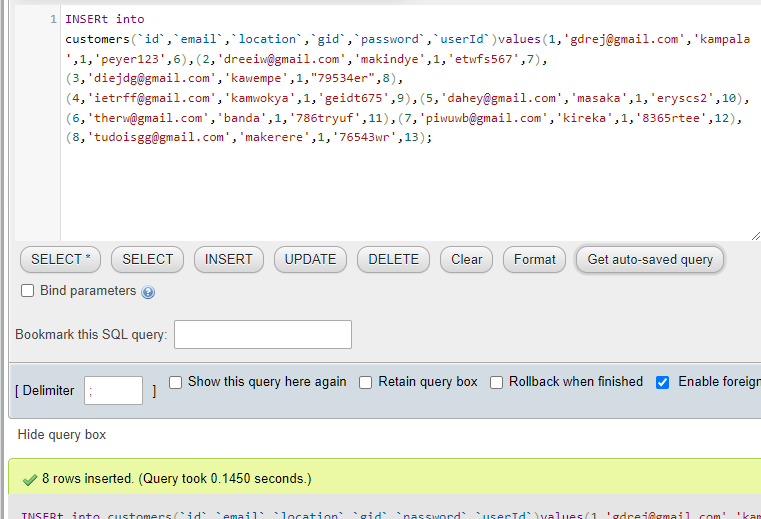 1 INSERt into
customers(`id`,`email`,`location`,`gid`,`password`,`userId`)values(1,'gdrej@gmail.com','kampala
',1,'peyer123',6),(2,'dreeiw@gmail.com','makindye',1,'etwfs567',7),
(3,'diejdg@gmail.com','kawempe',1,"79534er",8),
(4,'ietrff@gmail.com','kamwokya',1,'geidt675',9),(5,'dahey@gmail.com','masaka',1,'eryscs2',10),
(6,'therw@gmail.com','banda',1,'786tryuf',11),(7,'piwuwb@gmail.com','kireka',1,'8365rtee',12),
(8,'tudoisgg@gmail.com','makerere',1,'76543wr',13);
SELECT * SELECT INSERT UPDATE DELETE Clear Format Get auto-saved query
Bind parameters
Bookmark this SQL query:
[ Delimiter ; ] Show this query here again Retain query box Rollback when finished Enable foreign
Hide query box
8 rows inserted. (Query took 0.1450 seconds.)
INSERt into customers(`id`,`email`,`location`,`gid`,`password`,`userId`)values(1,'gdrej@gmail.com','kam